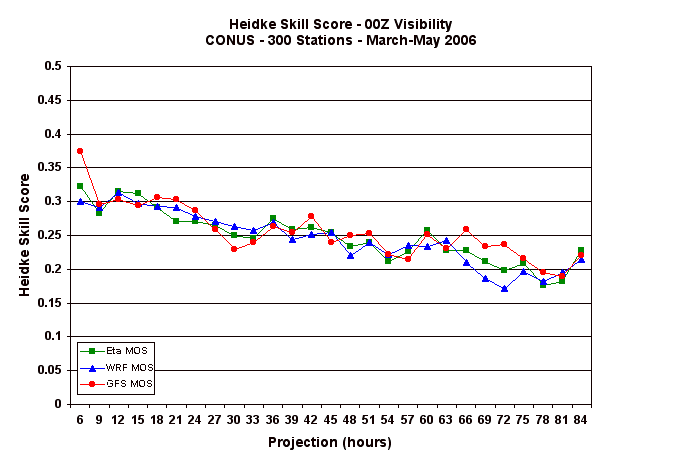 Heidke Skill Score - 00Z Visibility
CONUS - 300 Stations - March-May 2006
Heidke Skill Score
0.5
0.45
0.4
0.35
0.3
0.25
0.2
0.15
0.1
0.05
0
Eta MOS
WRF MOS
GFS MOS
6 9 12 15 18 21 24 27 30 33 36 39 42 45 48 51 54 57 60 63 66 69 72 75 78 81 84
Projection (hours)